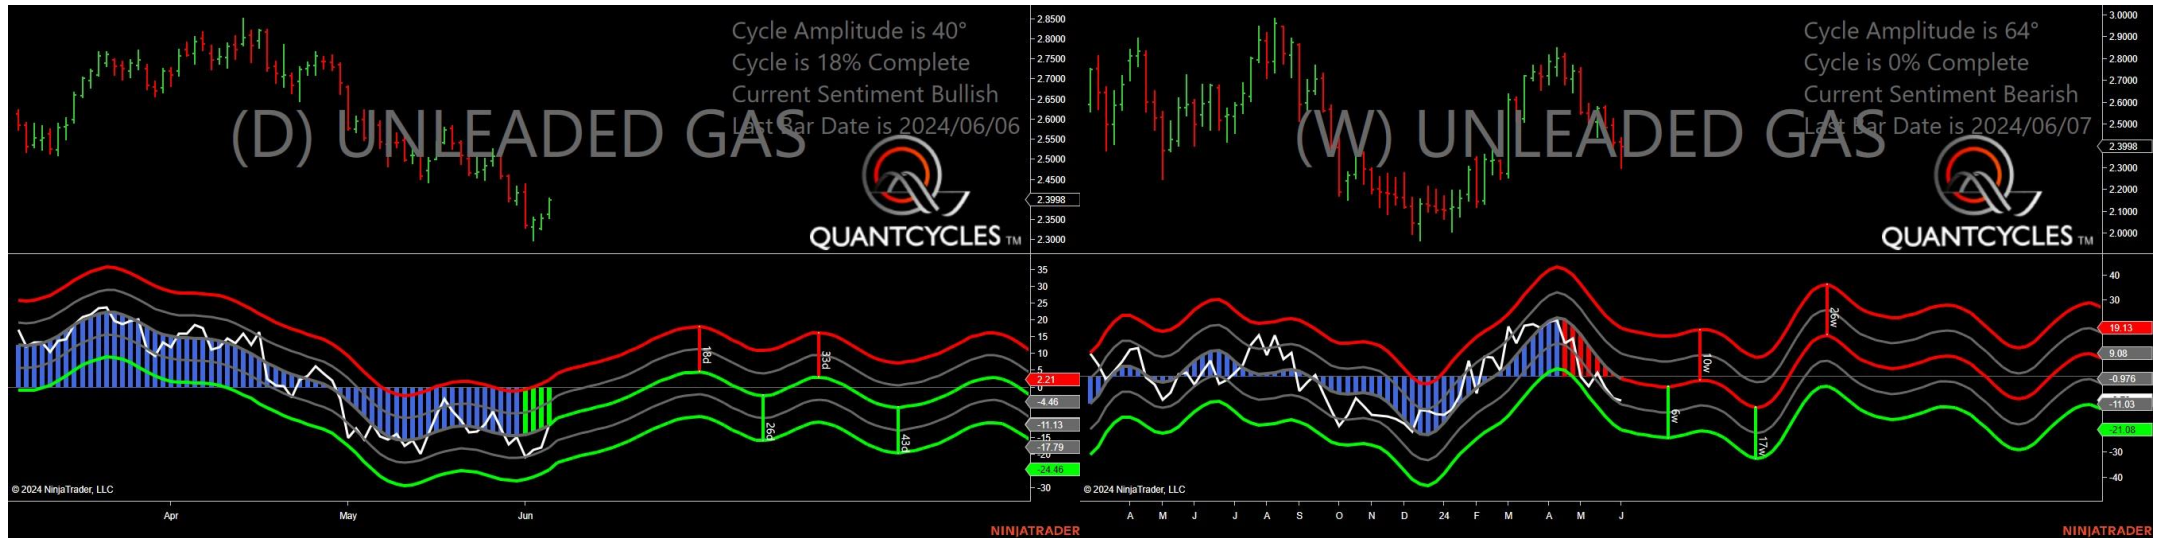 Cycle Amplitude is 40°
Cycle is 18% Complete
Current Sentiment Bullish
Last Bar Date is 2024/06/06
(D) UNLEADED GAS
QUANTCYCLES TM
2.8500
2.8000
2.7500
2.7000
2.6500
2.6000
2.5500
2.5000
2.4500
2.3998
2.3500
2.3000
18d
33d
26d
43d
35
30
25
20
15
10
5
2.21
0
-4.46
-11.13
-15
-17.79
-20
-24.46
-30
© 2024 NinjaTrader, LLC
Apr
May
Jun
NINJATRADER
Cycle Amplitude is 64°
Cycle is 0% Complete
Current Sentiment Bearish
Last Bar Date is 2024/06/07
(W) UNLEADED GAS
QUANTCYCLES TM
3.0000
2.9000
2.8000
2.7000
2.6000
2.5000
2.3998
2.3000
2.2000
2.1000
2.0000
10w
26w
6w
17w
40
30
19.13
9.08
-0.976
-11.03
-21.08
-30
-40
© 2024 NinjaTrader, LLC
A
M
J
J
A
S
O
N
D
24
F
M
A
M
J
NINJATRADER